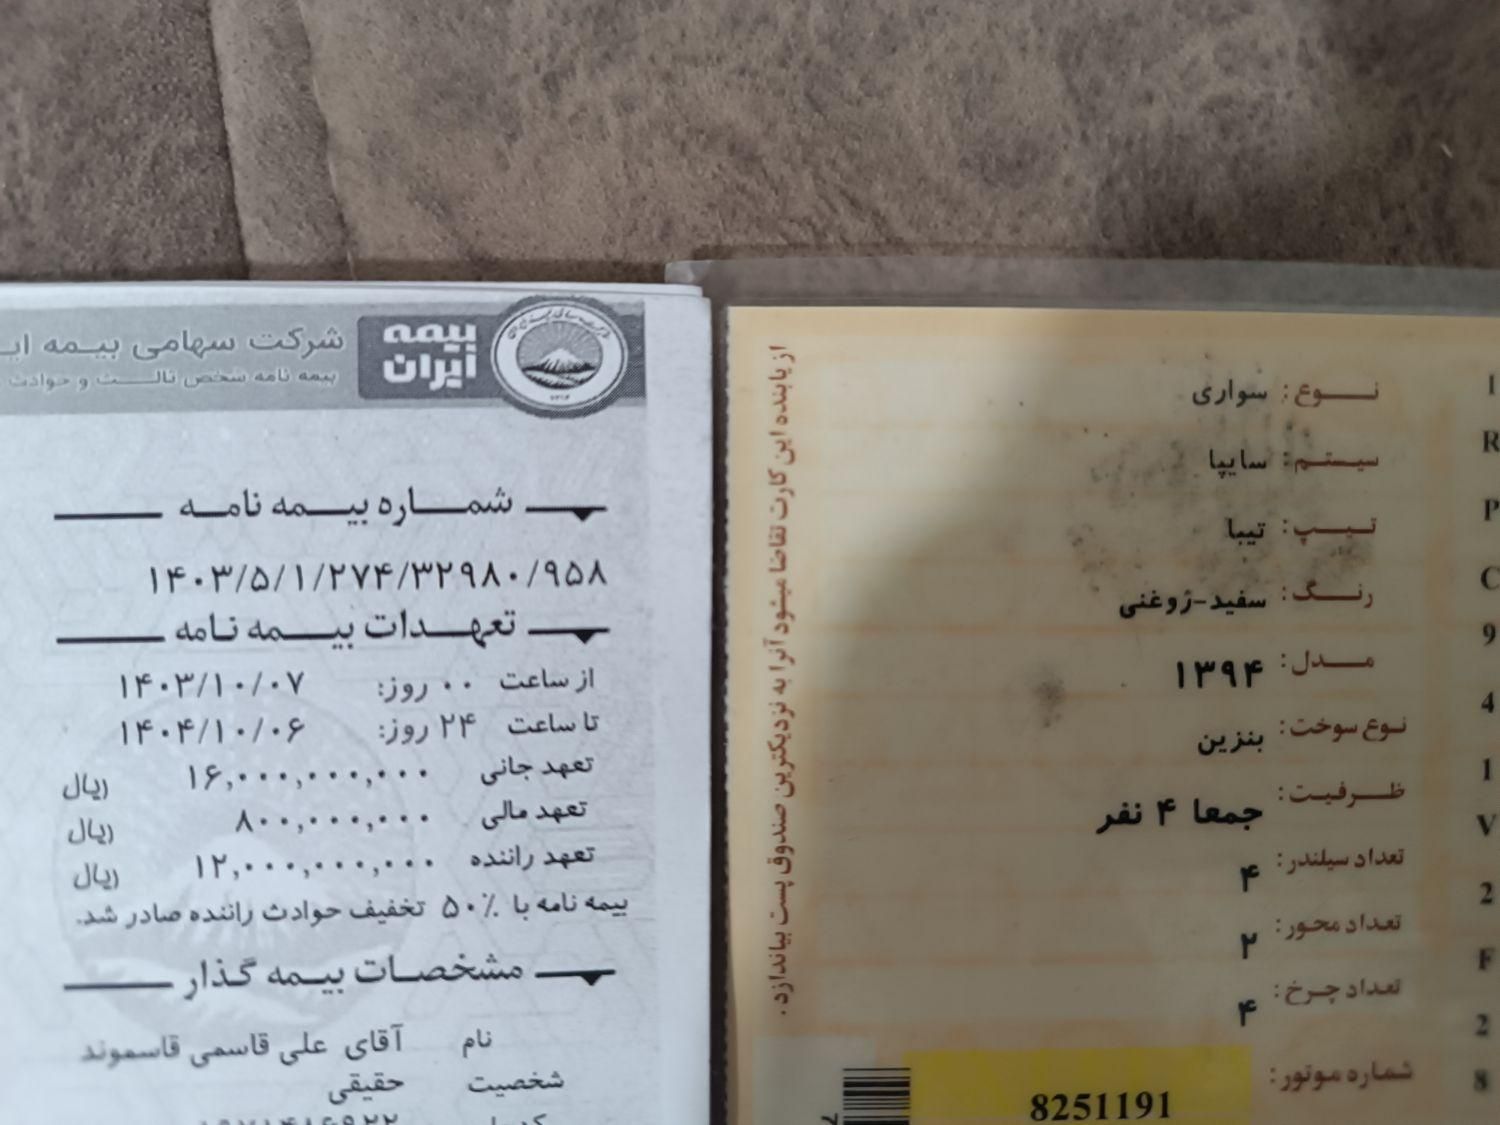 بیمه
ایران
شرکت سهامی بیمه
بیمه نامه شخص ثالث و حوادث
شماره بیمه نامه
۱۴۰۳/۵/۱/۲۷۴/۳۲۹۸۰/۹۵۸
تعهدات بیمه نامه
از ساعت ۰۰ روز: ۱۴۰۳/۱۰/۰۷
تا ساعت ۲۴ روز: ۱۴۰۴/۱۰/۰۶
تعهد جانی ۱۶,۰۰۰,۰۰۰,۰۰۰ ریال
تعهد مالی ۸۰۰,۰۰۰,۰۰۰ ریال
تعهد راننده ۱۲,۰۰۰,۰۰۰,۰۰۰ ریال
بیمه نامه با ۵۰٪ تخفیف حوادث راننده صادر شد.
مشخصات بیمه گذار
نام آقای علی قاسمی قاسموند
شخصیت حقیقی
نوع: سواری
سیستم: سایپا
تیپ: تیبا
رنگ: سفید-روغنی
مدل: ۱۳۹۴
نوع سوخت: بنزین
ظرفیت: جمعا ۴ نفر
تعداد سیلندر: ۴
تعداد محور: ۲
تعداد چرخ: ۴
شماره موتور:
8251191
از یابنده این کارت تقاضا میشود آنرا به نزدیکترین صندوق پست بیاندازد.
I
R
P
C
9
4
1
V
2
F
2
8